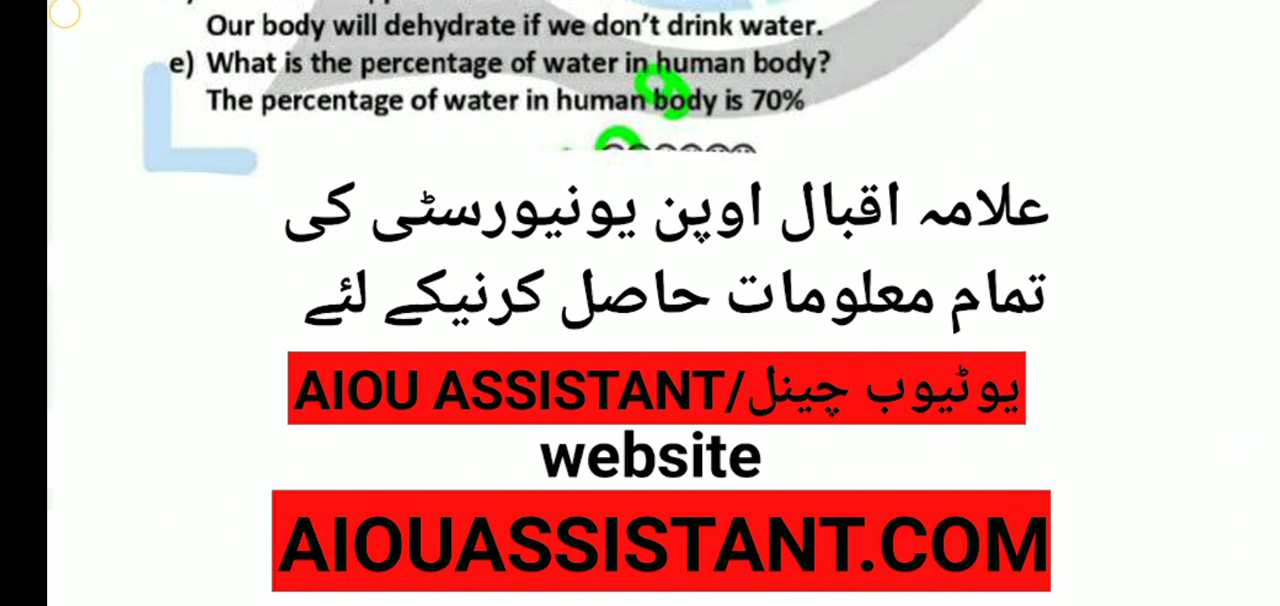 Our body will dehydrate if we don’t drink water.
e) What is the percentage of water in human body?
The percentage of water in human body is 70%
علامہ اقبال اوپن یونیورسٹی کی
تمام معلومات حاصل کرنیکے لئے
یوٹیوب چینل/AIOU ASSISTANT
website
AIOUASSISTANT.COM